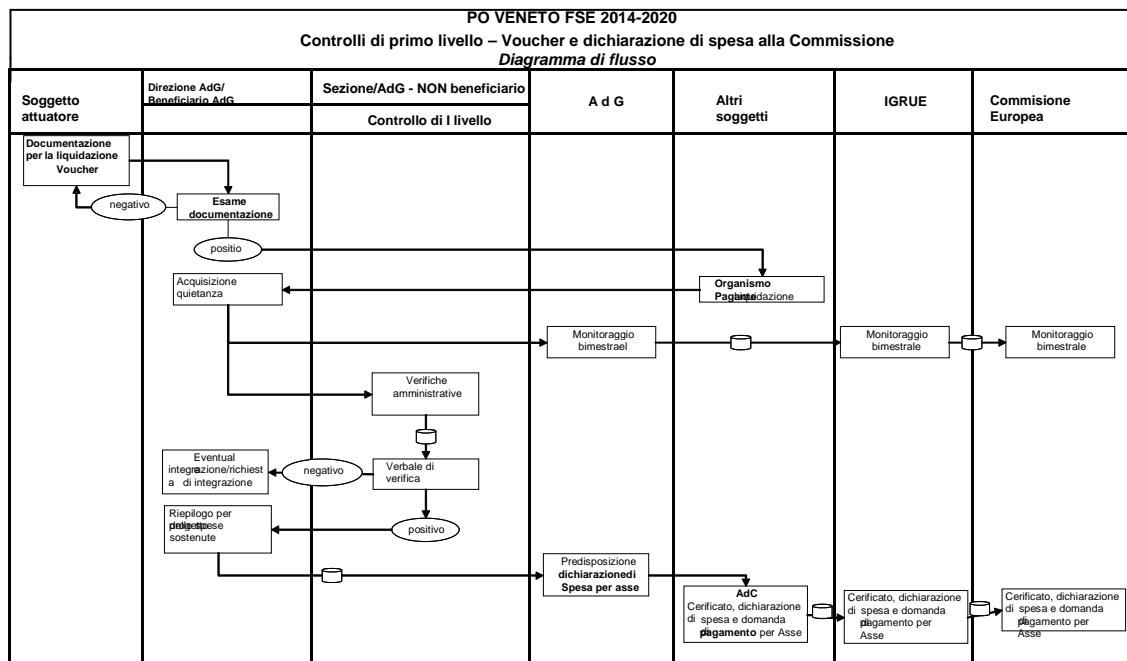 PO VENETO FSE 2014-2020
Controlli di primo livello – Voucher e dichiarazione di spesa alla Commissione
Diagramma di flusso
Soggetto
attuatore
Direzione AdG/
Beneficiario AdG
Sezione/AdG - NON beneficiario
Controllo di I livello
A d G
Altri
soggetti
IGRUE
Commisione
Europea
Documentazione
per la liquidazione
Voucher
negativo
Esame
documentazione
positio
Acquisizione
quietanza
Organismo
Pagante
Monitoraggio
bimestrael
Monitoraggio
bimestrale
Monitoraggio
bimestrale
Verifiche
amministrative
Eventual
integrazione/richiest
a di integrazione
negativo
Verbale di
verifica
Riepilogo per
sostenute
positivo
Predisposizione
dichiarazionedi
Spesa per asse
AdC
Cerificato, dichiarazione
di spesa e domanda
pagamento per Asse
Cerificato, dichiarazione
di spesa e domanda
pagamento per
Asse
Cerificato, dichiarazione
di spesa e domanda
pagamento per
Asse